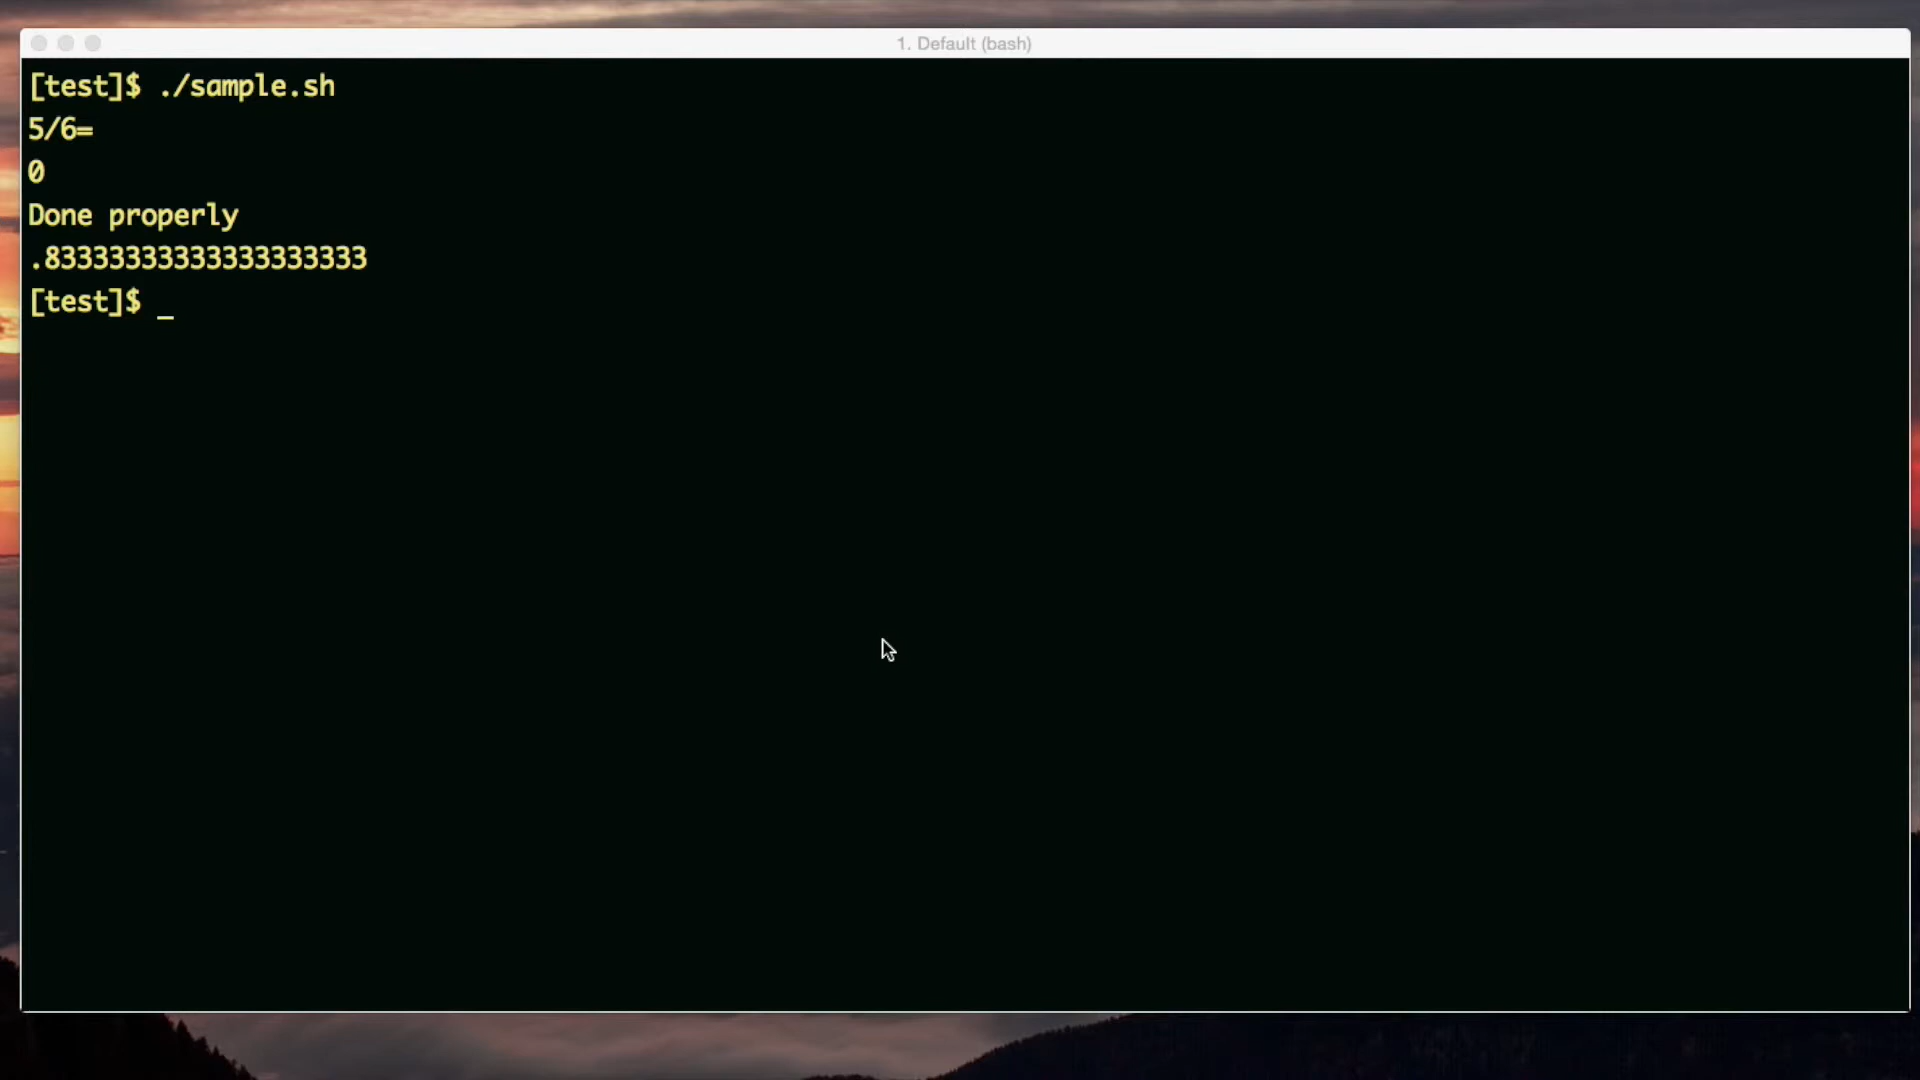 1. Default (bash)
[test]$ ./sample.sh
5/6=
0
Done properly
.83333333333333333333
[test]$ _